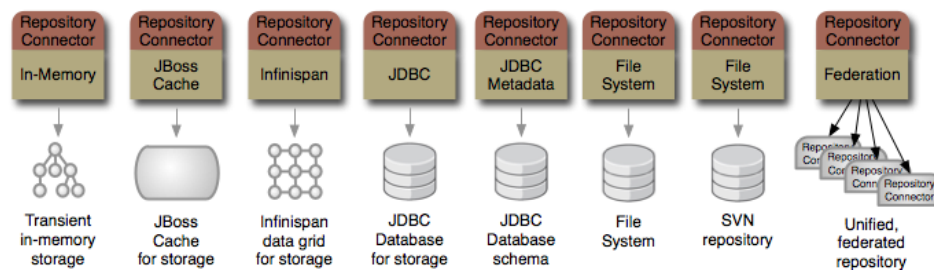 Repository
Connector
In-Memory
Transient
in-memory
storage
Repository
Connector
JBoss
Cache
JBoss
Cache
for storage
Repository
Connector
Infinispan
Infinispan
data grid
for storage
Repository
Connector
JDBC
JDBC
Database
for storage
Repository
Connector
JDBC
Metadata
JDBC
Database
schema
Repository
Connector
File
System
File
System
Repository
Connector
File
System
SVN
repository
Repository
Connector
Federation
Repository
Repository
Repository
Repository
Connector
Unified,
federated
repository